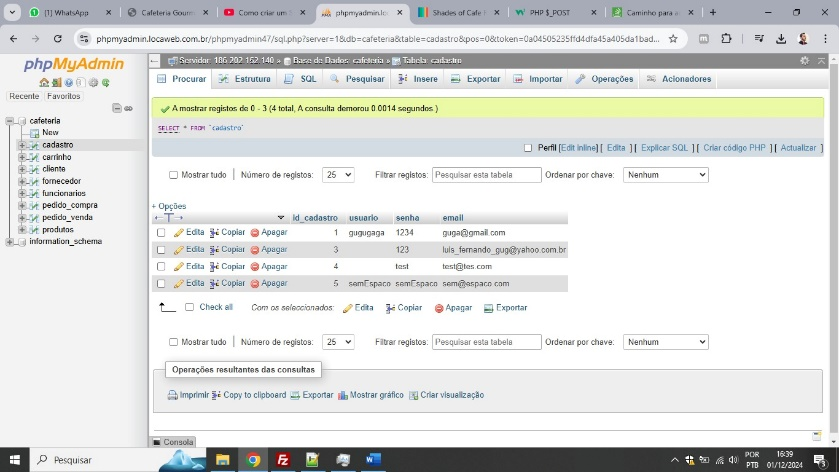 [1] WhatsApp
Cafeteria Gourm
Como criar um
phpmyadmin.lo
Shades of Cafe
PHP $_POST
Caminho para a
phpmyadmin.locaweb.com.br/phpmyadmin47/sql.php?server=1&db=cafeteria&table=cadastro&pos=0&token=0a04505235ffd4dfa45a405da1bad...
phpMyAdmin
Recente Favoritos
cafeteria
New
cadastro
carrinho
cliente
fornecedor
funcionarios
pedido_compra
pedido_venda
produtos
information_schema
Servidor: 186.202.152.140 » Base de Dados: cafeteria » Tabela: cadastro
Procurar Estrutura SQL Pesquisar Insere Exportar Importar Operações Acionadores
A mostrar registos de 0 - 3 (4 total, A consulta demorou 0.0014 segundos.)
SELECT * FROM `cadastro`
Perfil [Edit inline] [ Edita ] [ Explicar SQL ] [ Criar código PHP ] [ Actualizar ]
Mostrar tudo Número de registos: 25 Filtrar registos: Pesquisar esta tabela Ordenar por chave: Nenhum
+ Opções
id_cadastro usuario senha email
Edita Copiar Apagar 1 gugugaga 1234 guga@gmail.com
Edita Copiar Apagar 3 123 luis_fernando_gug@yahoo.com.br
Edita Copiar Apagar 4 test test@tes.com
Edita Copiar Apagar 5 semEspaco semEspaco sem@espaco.com
Check all Com os seleccionados: Edita Copiar Apagar Exportar
Mostrar tudo Número de registos: 25 Filtrar registos: Pesquisar esta tabela Ordenar por chave: Nenhum
Operações resultantes das consultas
Imprimir Copy to clipboard Exportar Mostrar gráfico Criar visualização
Consola
Pesquisar
POR
PTB
16:39
01/12/2024